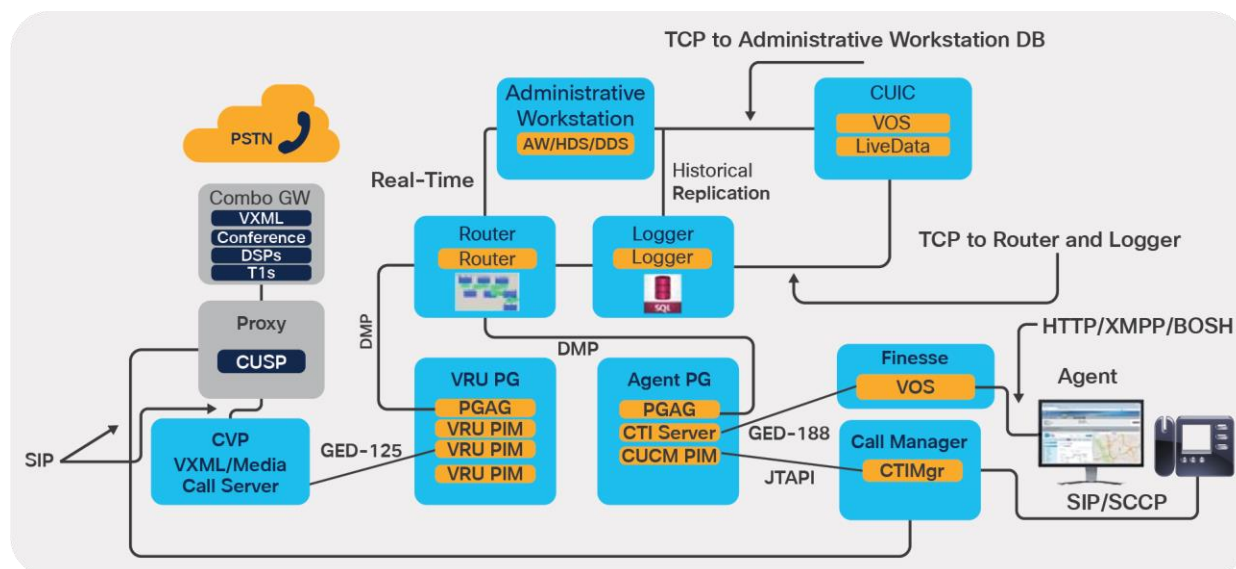 TCP to Administrative Workstation DB
PSTN
Administrative
Workstation
AW/HDS/DDS
CUIC
VOS
LiveData
Real-Time
Historical
Replication
Combo GW
VXML
Conference
DSPs
T1s
Router
Router
Logger
Logger
SQL
TCP to Router and Logger
Proxy
CUSP
DMP
DMP
HTTP/XMPP/BOSH
VRU PG
PGAG
VRU PIM
VRU PIM
VRU PIM
Agent PG
PGAG
CTI Server
CUCM PIM
Finesse
VOS
Agent
SIP
CVP
VXML/Media
Call Server
GED-125
GED-188
JTAPI
Call Manager
CTIMgr
SIP/SCCP